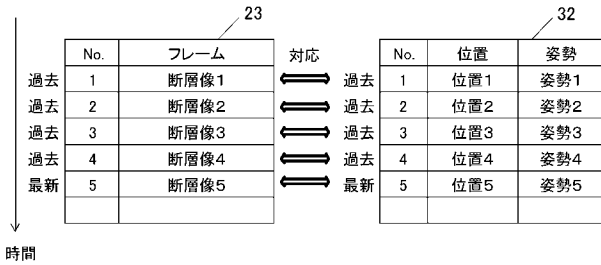 23 32
No. フレーム 対応 No. 位置 姿勢
過去 1 断層像1 過去 1 位置1 姿勢1
過去 2 断層像2 過去 2 位置2 姿勢2
過去 3 断層像3 過去 3 位置3 姿勢3
過去 4 断層像4 過去 4 位置4 姿勢4
最新 5 断層像5 最新 5 位置5 姿勢5
時間